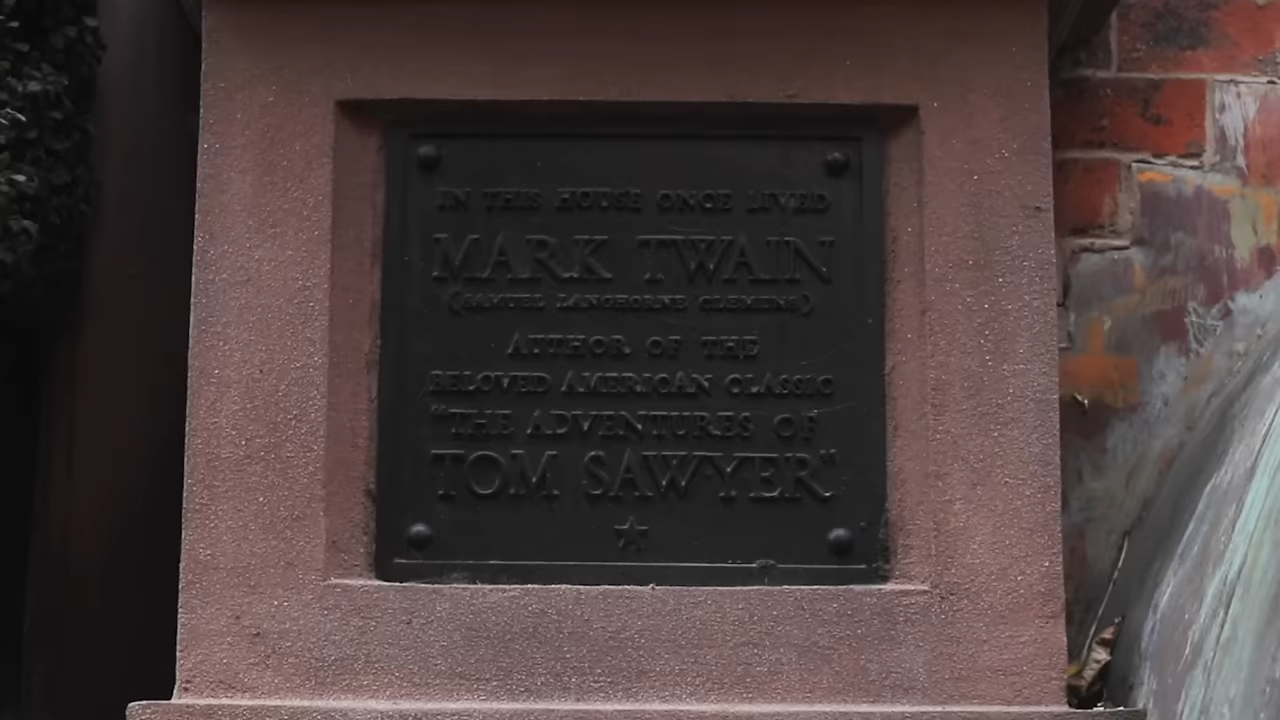 IN THIS HOUSE ONCE LIVED
MARK TWAIN
(SAMUEL LANGHORNE CLEMENS)
AUTHOR OF THE
BELOVED AMERICAN CLASSIC
"THE ADVENTURES OF
TOM SAWYER"